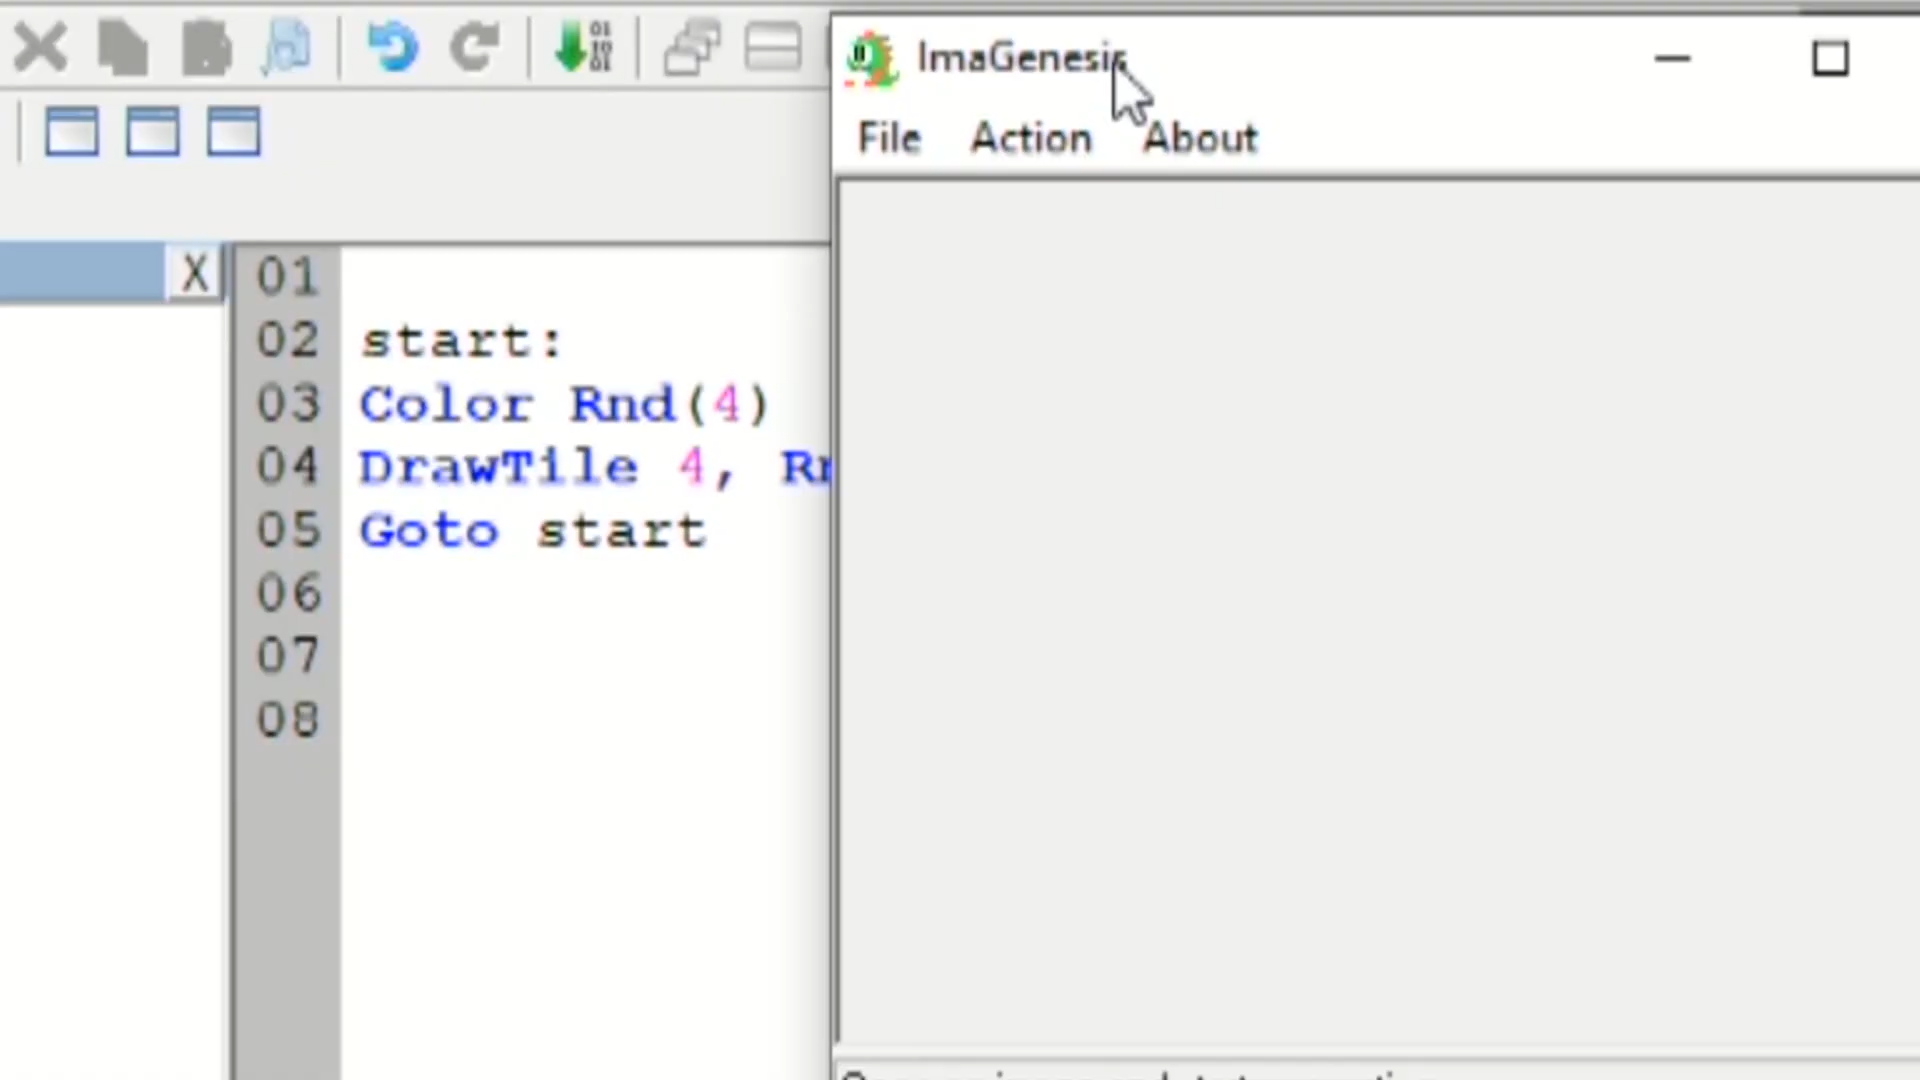 ImaGenesis
File Action About
X
01
02 start:
03 Color Rnd(4)
04 DrawTile 4,
05 Goto start
06
07
08